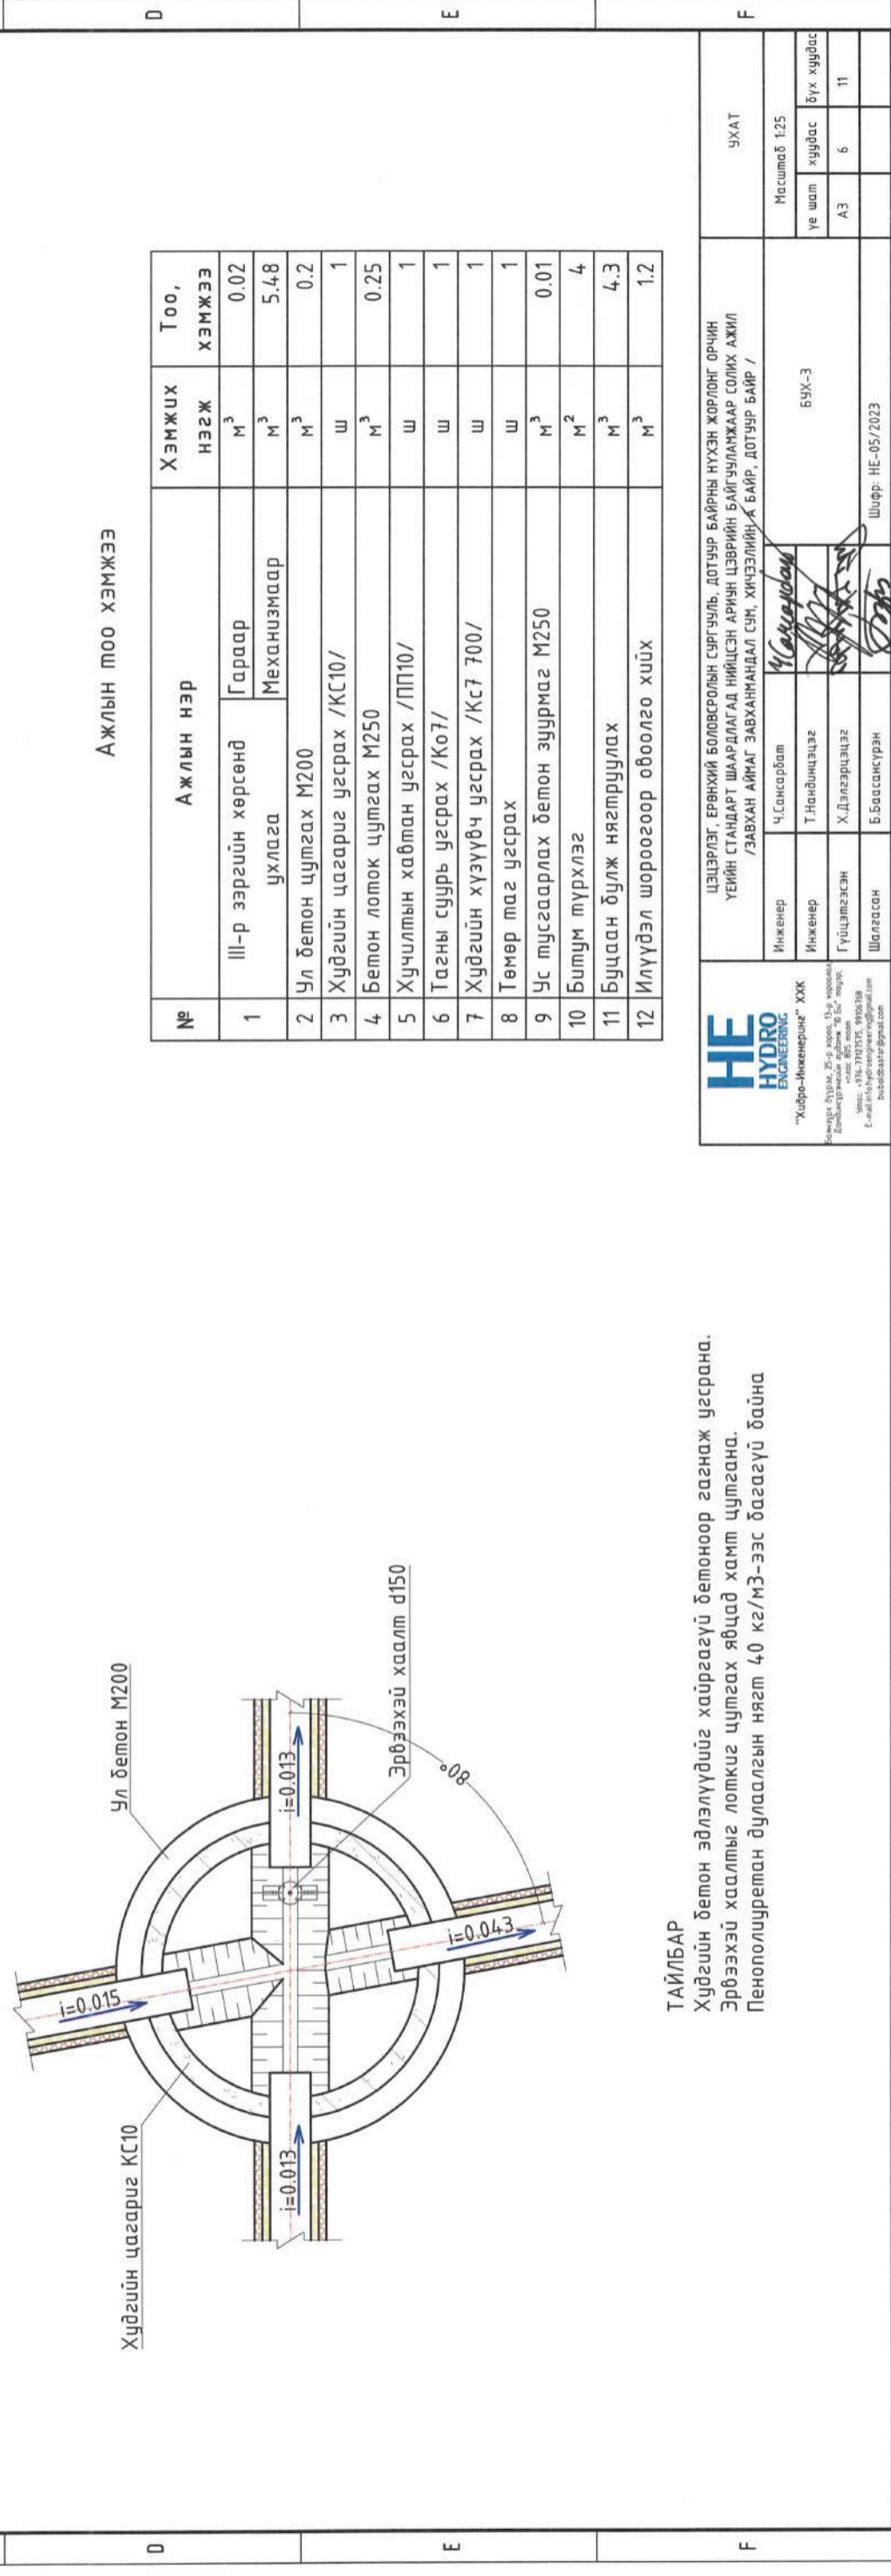 D
E
F
Ажлын тоо хэмжээ
№ Ажлын нэр Хэмжих нэгж Тоо, хэмжээ
1 III-р зэргийн хөрсөнд ухлага Гараар м³ 0.02
Механизмаар м³ 5.48
2 Ул бетон цутгах М200 м³ 0.2
3 Худгийн цагариг угсрах /КС10/ ш 1
4 Бетон лоток цутгах М250 м³ 0.25
5 Хучилтын хавтан угсрах /ПП10/ ш 1
6 Тагны суурь угсрах /Ко7/ ш 1
7 Худгийн хүзүүвч угсрах /Кс7 700/ ш 1
8 Төмөр таг угсрах ш 1
9 Ус тусгаарлах бетон зуурмаг М250 м³ 0.01
10 Битум түрхлэг м² 4
11 Буцаан булж нягтруулах м³ 4.3
12 Илүүдэл шороогоор овоолго хийх м³ 1.2
Худгийн цагариг КС10
Ул бетон М200
Эрвээхэй хаалт d150
i=0.015
i=0.013
i=0.013
i=0.043
80°
ТАЙЛБАР
Худгийн бетон эдлэлүүдийг хайргагүй бетоноор гагнаж угсрана.
Эрвээхэй хаалтыг лоткиг цутгах явцад хамт цутгана.
Пенополиуретан дулаалгын нягт 40 кг/м3-ээс багагүй байна
HE
HYDRO
ENGINEERING
"Хидро-Инженеринг" ХХК
ЦЭЦЭРЛЭГ, ЕРӨНХИЙ БОЛОВСРОЛЫН СУРГУУЛЬ, ДОТУУР БАЙРНЫ НҮХЭН ЖОРЛОНГ ОРЧИН
ҮЕИЙН СТАНДАРТ ШААРДЛАГАД НИЙЦСЭН АРИУН ЦЭВРИЙН БАЙГУУЛАМЖААР СОЛИХ АЖИЛ
/ЗАВХАН АЙМАГ ЗАВХАНМАНДАЛ СУМ, ХИЧЭЭЛИЙН А БАЙР, ДОТУУР БАЙР /
УХАТ
Инженер Ч.Сансарбат
Инженер Т.Нандинцэцэг
Гүйцэтгэсэн Х.Дэлгэрцэцэг
Шалгасан Б.Баасансүрэн
БУХ-3
Шифр: HE-05/2023
Масштаб 1:25
үе шат хуудас бүх хуудас
А3 6 11
D
E
F